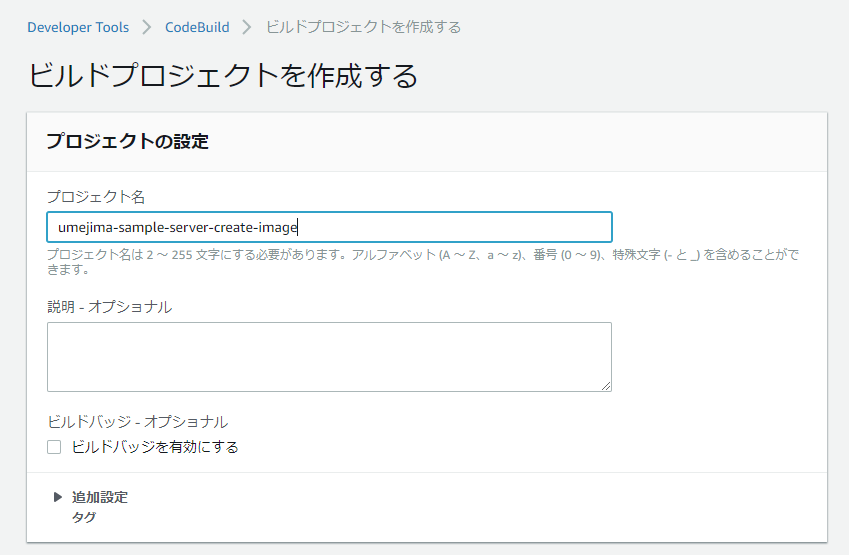 Developer Tools > CodeBuild > ビルドプロジェクトを作成する
ビルドプロジェクトを作成する
プロジェクトの設定
プロジェクト名
umejima-sample-server-create-image
プロジェクト名は 2 ～ 255 文字にする必要があります。アルファベット (A ～ Z、a ～ z)、番号 (0 ～ 9)、特殊文字 (- と _) を含めることがで
きます。
説明 - オプショナル
ビルドバッジ - オプショナル
ビルドバッジを有効にする
追加設定
タグ